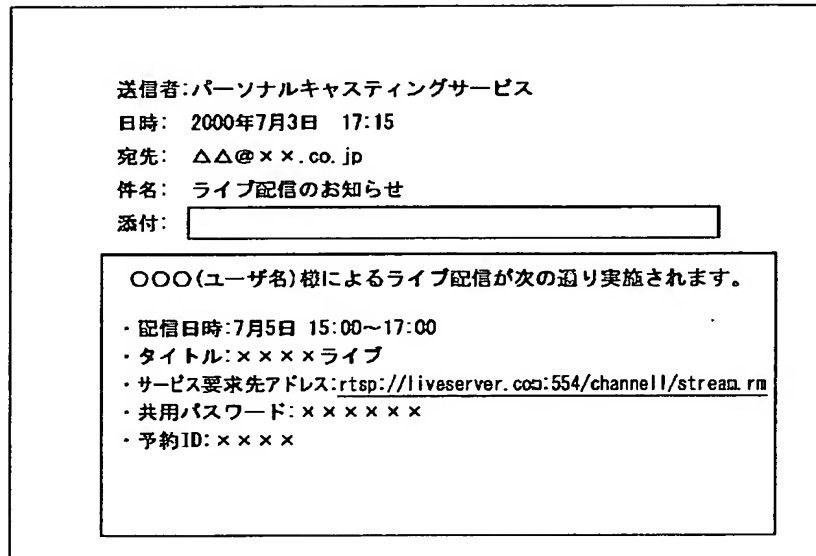 送信者:パーソナルキャスティングサービス
日時: 2000年7月3日 17:15
宛先: △△@××.co.jp
件名: ライブ配信のお知らせ
添付:
○○○(ユーザ名)様によるライブ配信が次の通り実施されます。
・配信日時:7月5日 15:00~17:00
・タイトル:××××ライブ
・サービス要求先アドレス:rtsp://liveserver.com:554/channel1/stream.rm
・共用パスワード:××××××
・予約ID:××××